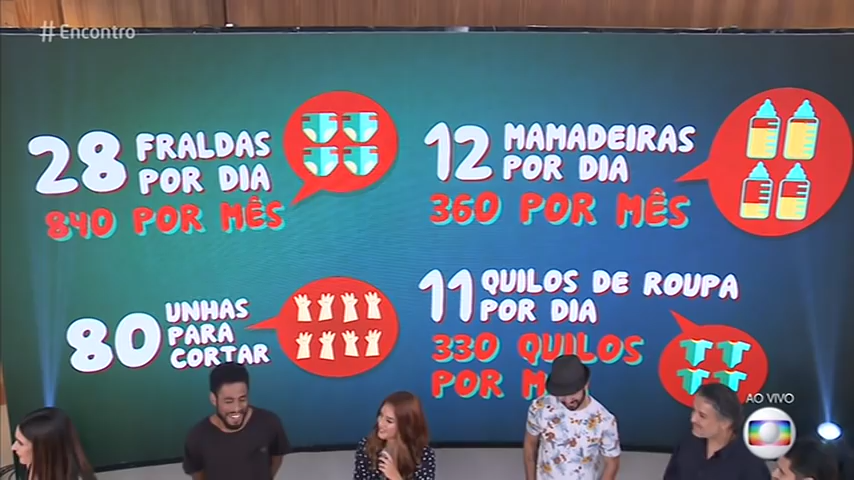 #Encontro
28 FRALDAS
POR DIA
840 POR MÊS
12 MAMADEIRAS
POR DIA
360 POR MÊS
80 UNHAS
PARA
CORTAR
11 QUILOS DE ROUPA
POR DIA
330 QUILOS
POR
AO VIVO